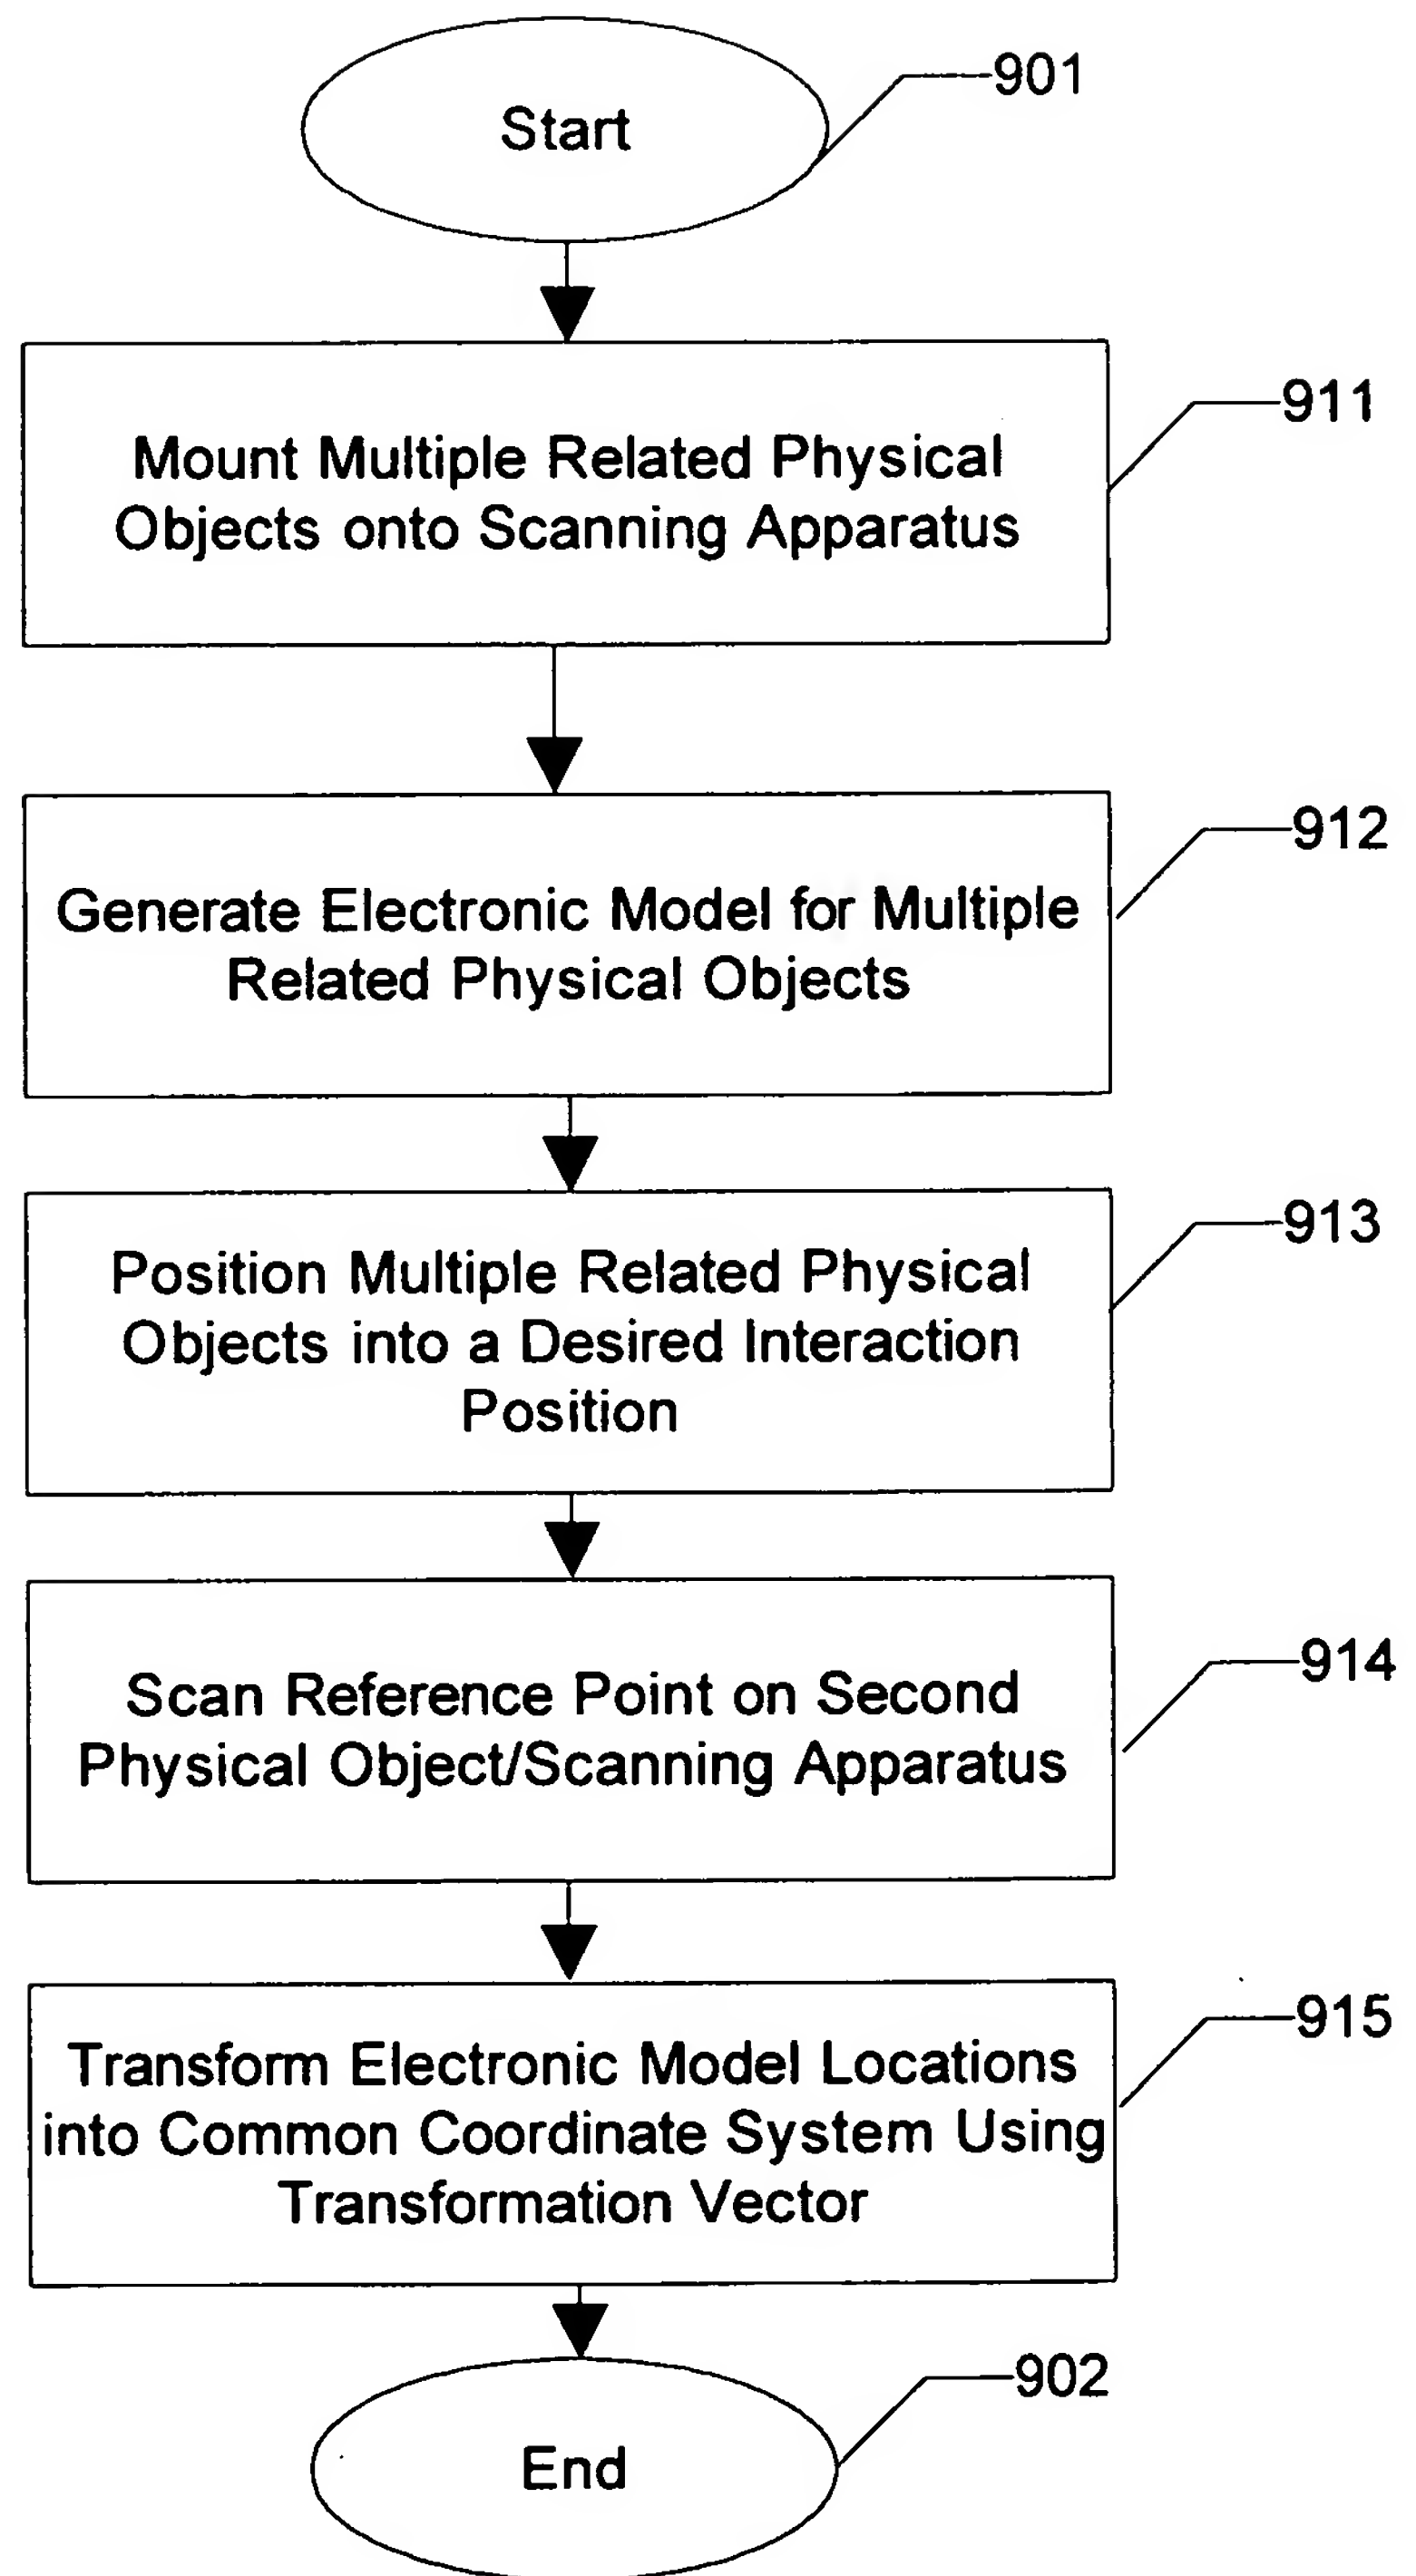 Start
901
Mount Multiple Related Physical
Objects onto Scanning Apparatus
911
Generate Electronic Model for Multiple
Related Physical Objects
912
Position Multiple Related Physical
Objects into a Desired Interaction
Position
913
Scan Reference Point on Second
Physical Object/Scanning Apparatus
914
Transform Electronic Model Locations
into Common Coordinate System Using
Transformation Vector
915
End
902